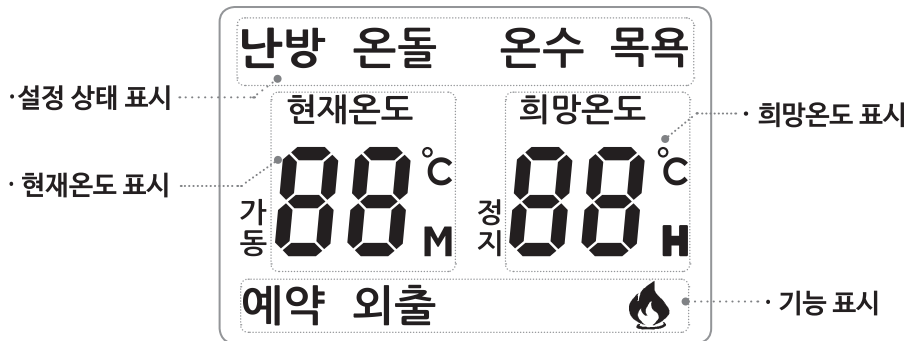 난방 온돌 온수 목욕
·설정 상태 표시
현재온도 희망온도
· 희망온도 표시
88 ℃ 88 ℃
· 현재온도 표시
가동 M 정지 H
예약 외출
· 기능 표시